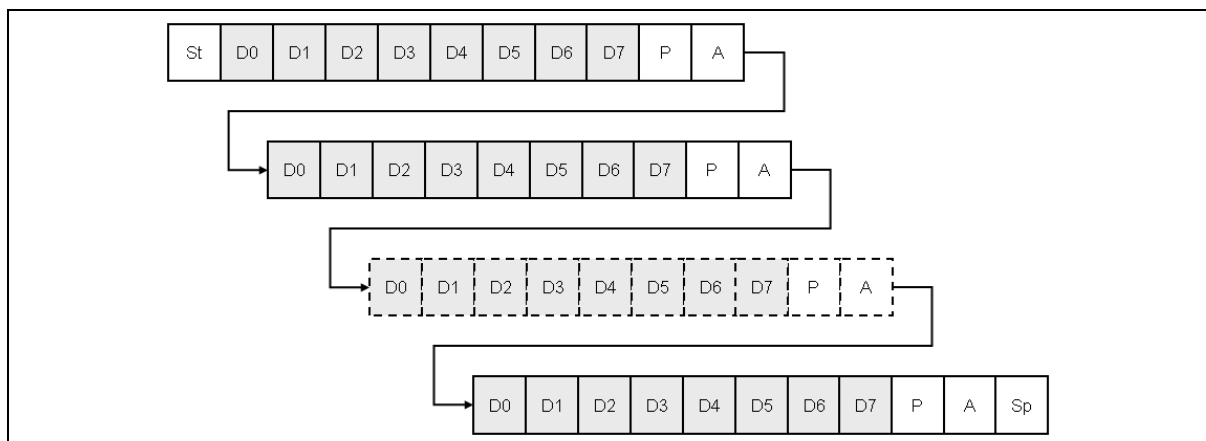 St D0 D1 D2 D3 D4 D5 D6 D7 P A
D0 D1 D2 D3 D4 D5 D6 D7 P A
D0 D1 D2 D3 D4 D5 D6 D7 P A
D0 D1 D2 D3 D4 D5 D6 D7 P A Sp